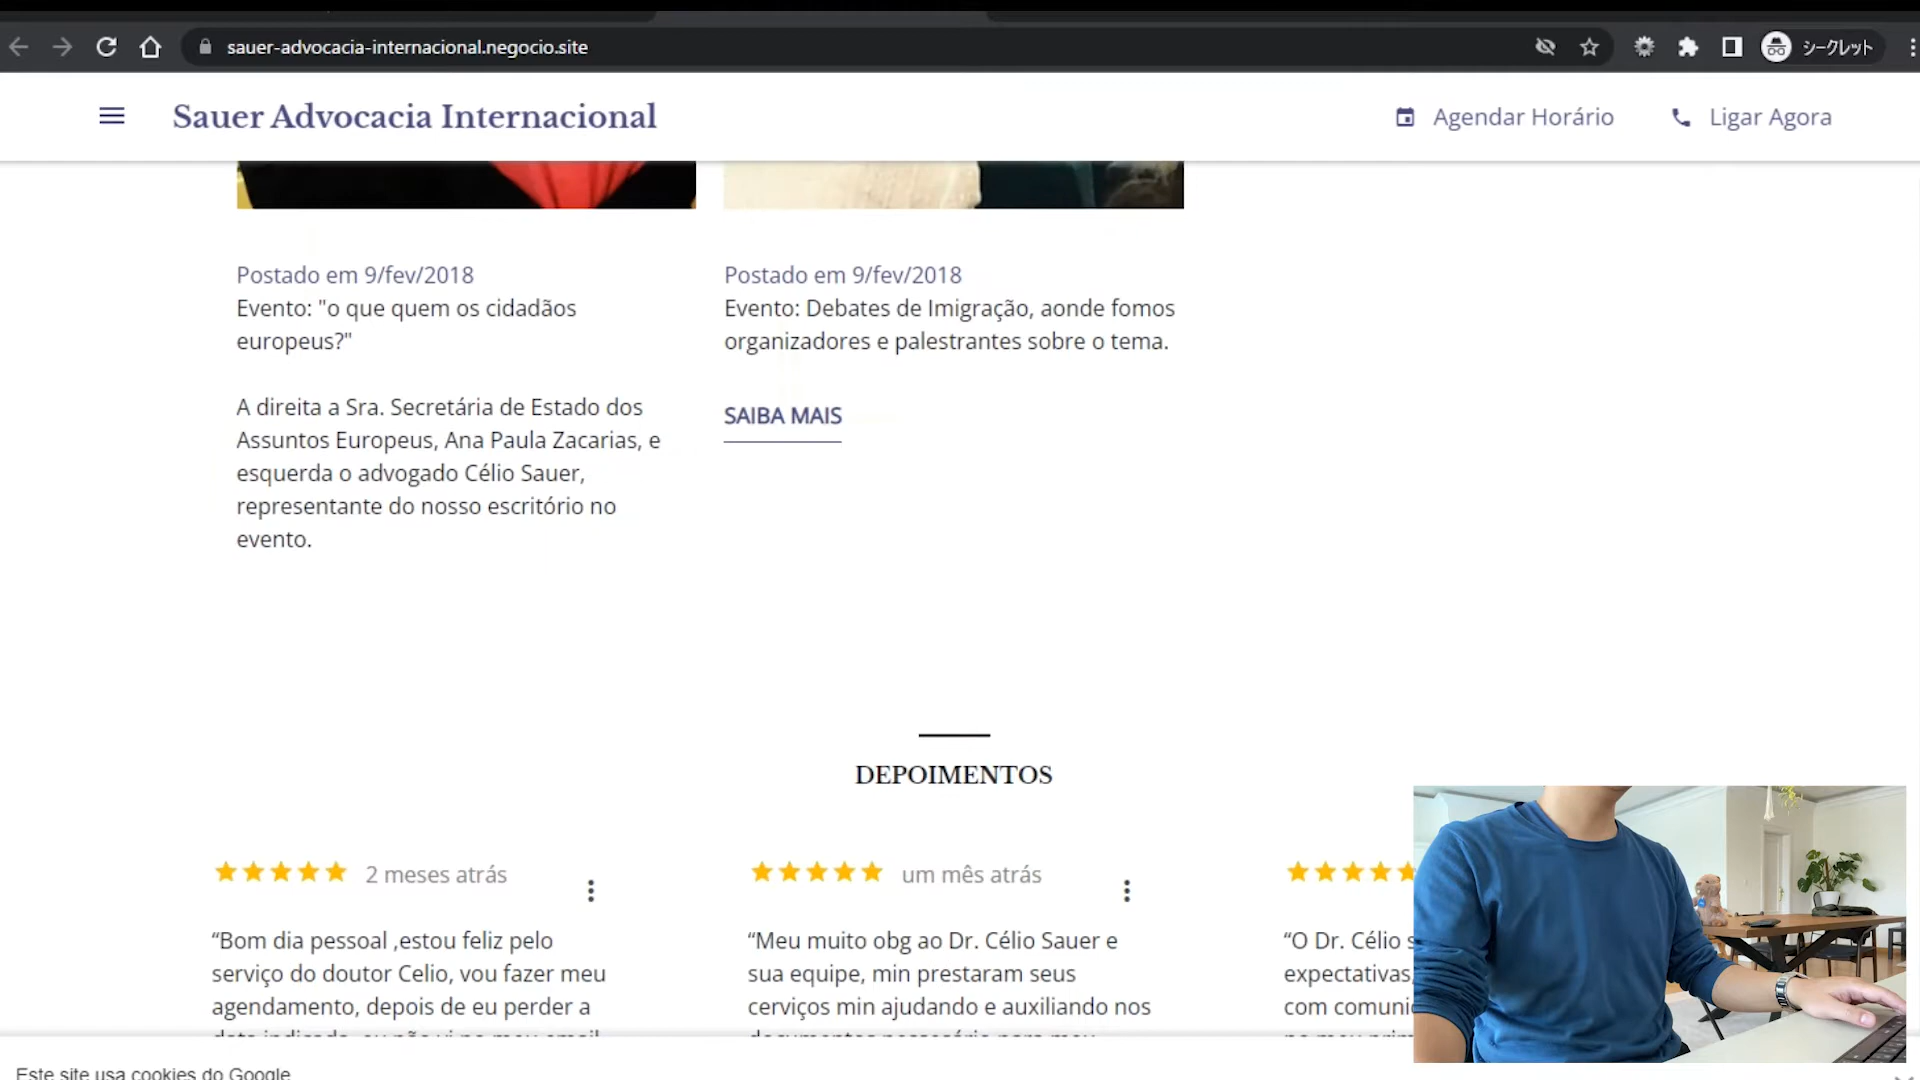 sauer-advocacia-internacional.negocio.site
シークレット
Sauer Advocacia Internacional
Agendar Horário
Ligar Agora
Postado em 9/fev/2018
Evento: "o que quem os cidadãos
europeus?"
A direita a Sra. Secretária de Estado dos
Assuntos Europeus, Ana Paula Zacarias, e
esquerda o advogado Célio Sauer,
representante do nosso escritório no
evento.
Postado em 9/fev/2018
Evento: Debates de Imigração, aonde fomos
organizadores e palestrantes sobre o tema.
SAIBA MAIS
DEPOIMENTOS
2 meses atrás
“Bom dia pessoal ,estou feliz pelo
serviço do doutor Celio, vou fazer meu
agendamento, depois de eu perder a
um mês atrás
“Meu muito obg ao Dr. Célio Sauer e
sua equipe, min prestaram seus
cerviços min ajudando e auxiliando nos
“O Dr. Célio
expectativas,
Este site usa cookies do Google